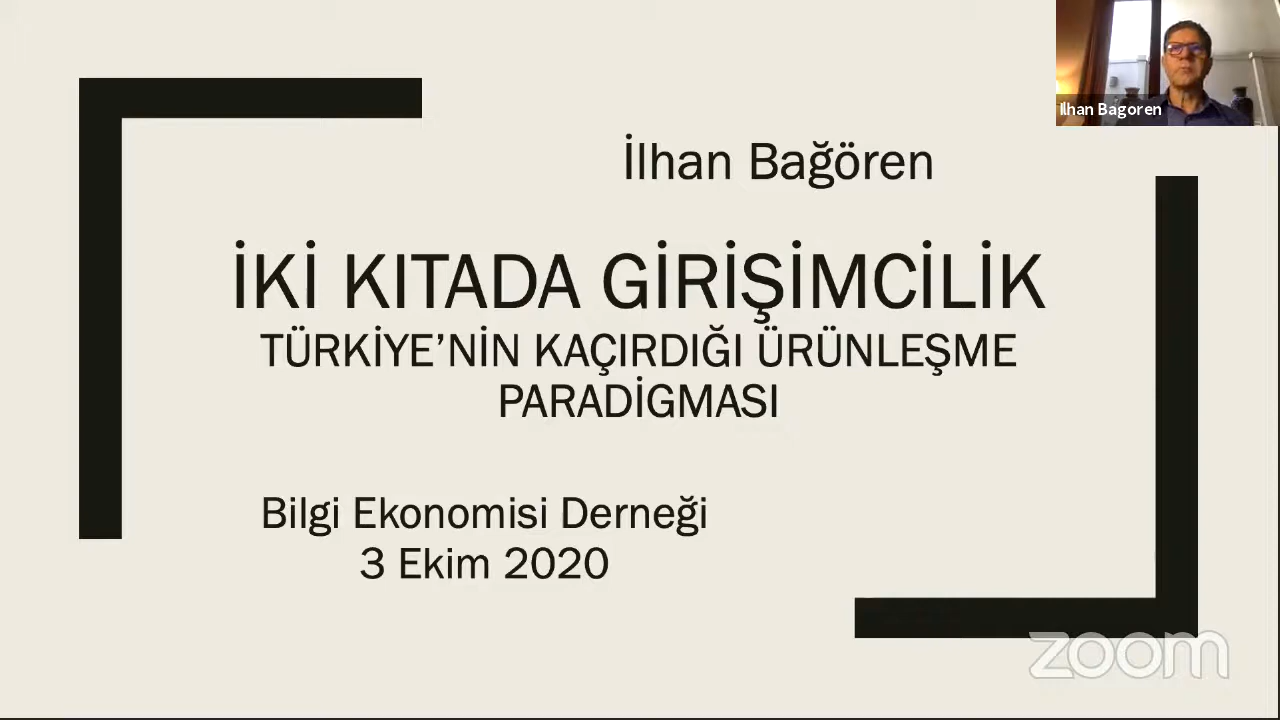 Ilhan Bagoren
İlhan Bağören
İKİ KITADA GİRİŞİMCİLİK
TÜRKİYE’NİN KAÇIRDIĞI ÜRÜNLEŞME
PARADİGMASI
Bilgi Ekonomisi Derneği
3 Ekim 2020
zoom